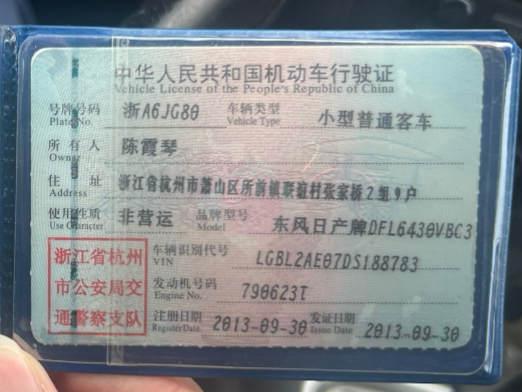 中华人民共和国机动车行驶证
Vehicle License of the People's Republic of China
号牌号码 浙A6JG80 车辆类型 小型普通客车
Plate No. Vehicle Type
所有人 陈霞琴
Owner
住址 浙江省杭州市萧山区所前镇联谊村张家桥2组9户
Address
使用性质 非营运 品牌型号 东风日产牌DFL6430VBC3
Use Character Model
浙江省杭州市公安局交通警察支队
车辆识别代号 LGBL2AE07DS188783
VIN
发动机号码 790623T
Engine No.
注册日期 2013-09-30 发证日期 2013-09-30
Register Date Issue Date